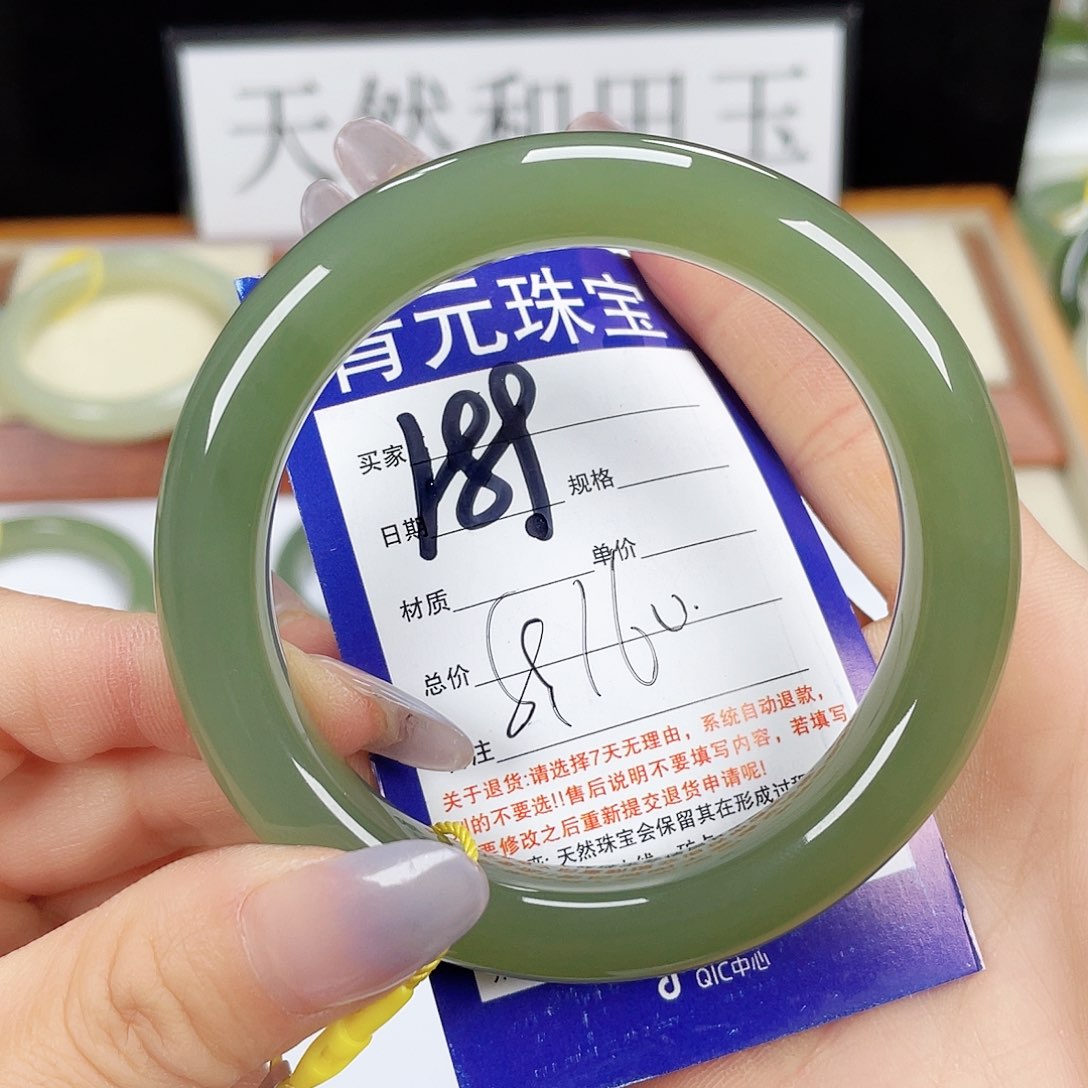 天然和田玉
元珠宝
买家
189.
日期 规格
材质 单价
总价
8160.
注
关于退货:请选择7天无理由，系统自动退款，
的不要选!!售后说明不要填写内容，若填写
要修改之后重新提交退货申请呢!
天然珠宝会保留其在形成过
QIC中心